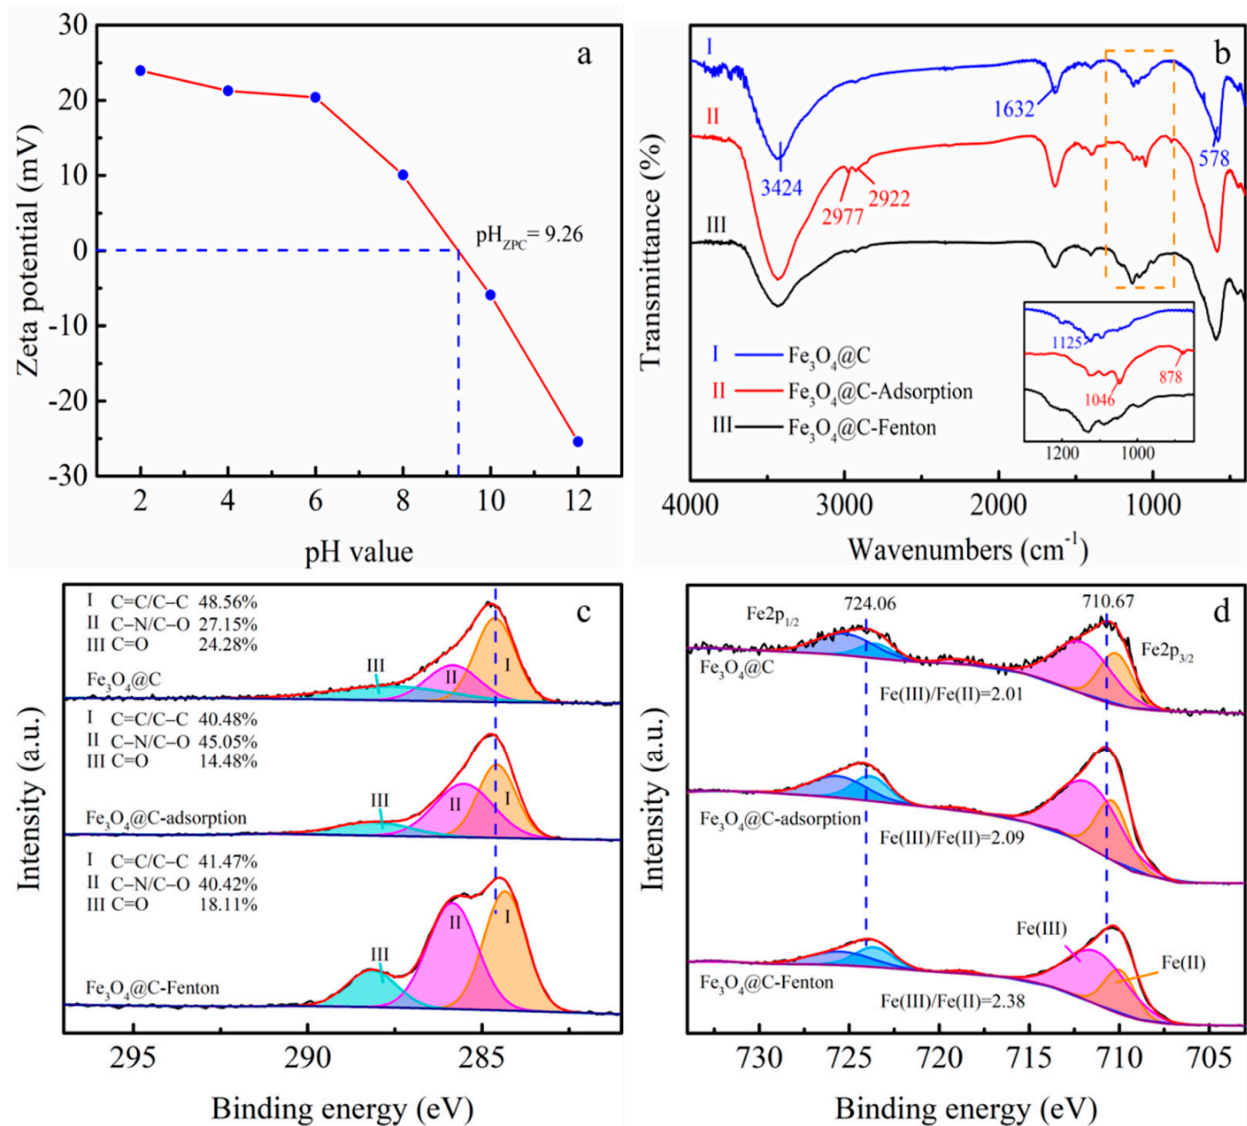 a
30
20
10
0
-10
-20
-30
Zeta potential (mV)
pH_ZPC= 9.26
2 4 6 8 10 12
pH value
b
I
II
III
1632
3424
2977
2922
578
Transmittance (%)
I Fe₃O₄@C
II Fe₃O₄@C-Adsorption
III Fe₃O₄@C-Fenton
1125
1046
878
1200 1000
4000 3000 2000 1000
Wavenumbers (cm⁻¹)
c
I C=C/C–C 48.56%
II C–N/C–O 27.15%
III C=O 24.28%
Fe₃O₄@C
III
II
I
I C=C/C–C 40.48%
II C–N/C–O 45.05%
III C=O 14.48%
Fe₃O₄@C-adsorption
III
II
I
I C=C/C–C 41.47%
II C–N/C–O 40.42%
III C=O 18.11%
Fe₃O₄@C-Fenton
III
II
I
Intensity (a.u.)
295 290 285
Binding energy (eV)
d
724.06
710.67
Fe2p₁/₂
Fe2p₃/₂
Fe₃O₄@C
Fe(III)/Fe(II)=2.01
Fe₃O₄@C-adsorption
Fe(III)/Fe(II)=2.09
Fe(III)
Fe(II)
Fe₃O₄@C-Fenton
Fe(III)/Fe(II)=2.38
Intensity (a.u.)
730 725 720 715 710 705
Binding energy (eV)